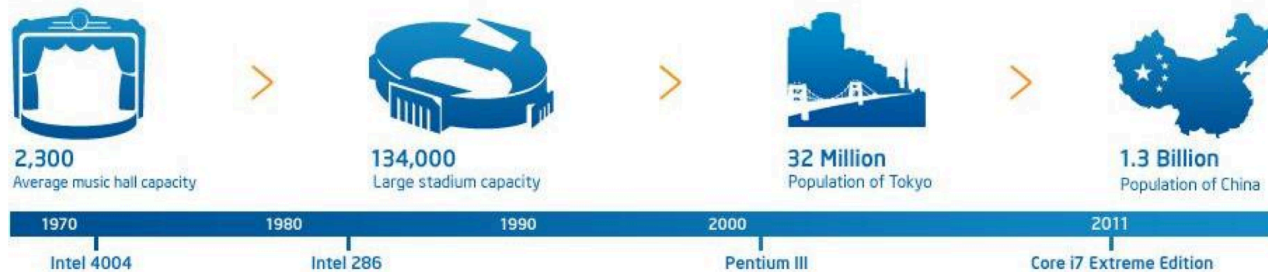 2,300
Average music hall capacity
134,000
Large stadium capacity
32 Million
Population of Tokyo
1.3 Billion
Population of China
1970 1980 1990 2000 2011
Intel 4004 Intel 286 Pentium III Core i7 Extreme Edition